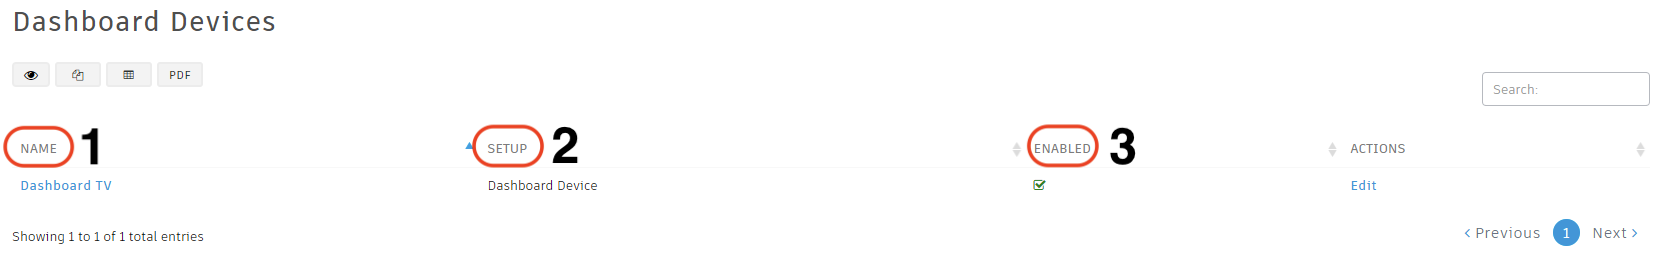 Dashboard Devices
PDF
Search:
NAME 1 SETUP 2 ENABLED 3 ACTIONS
Dashboard TV Dashboard Device Edit
Showing 1 to 1 of 1 total entries
Previous 1 Next